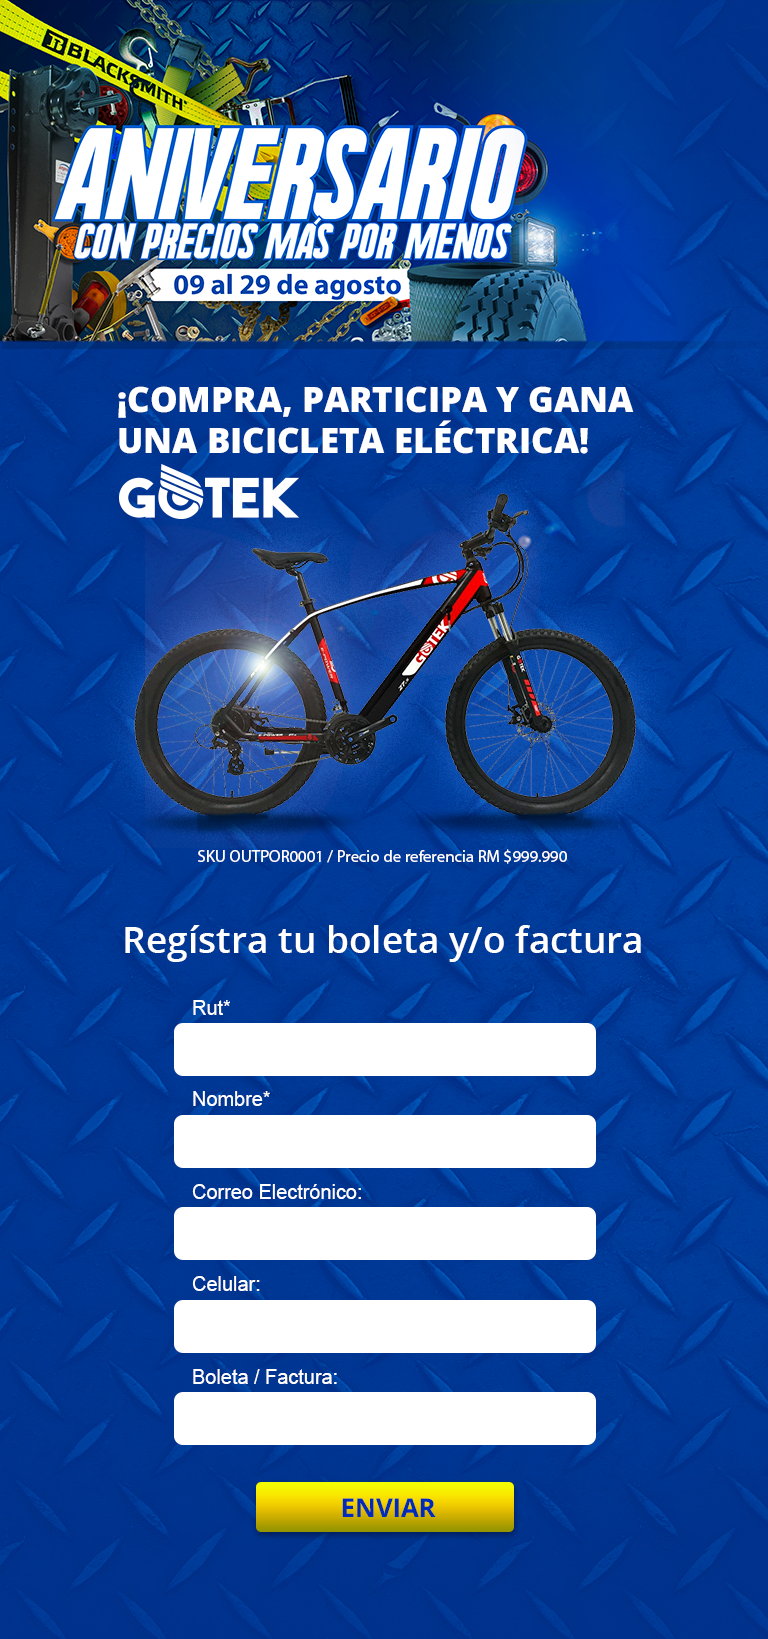 BLACKSMITH
ANIVERSARIO
CON PRECIOS MÁS POR MENOS
09 al 29 de agosto
¡COMPRA, PARTICIPA Y GANA
UNA BICICLETA ELÉCTRICA!
GOTEK
GOTEK
GOTEK
SKU OUTPOR0001 / Precio de referencia RM $999.990
Regístra tu boleta y/o factura
Rut*
Nombre*
Correo Electrónico:
Celular:
Boleta / Factura:
ENVIAR